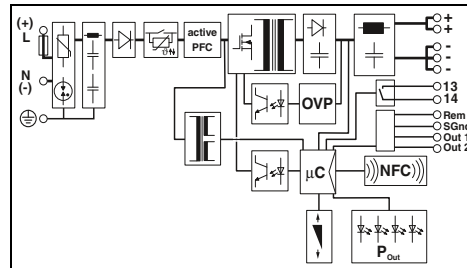 (+)
L
N
(-)
ϑ
active
PFC
OVP
+
+
-
-
-
13
14
Rem
SGnd
Out 1
Out 2
µC
NFC
P Out